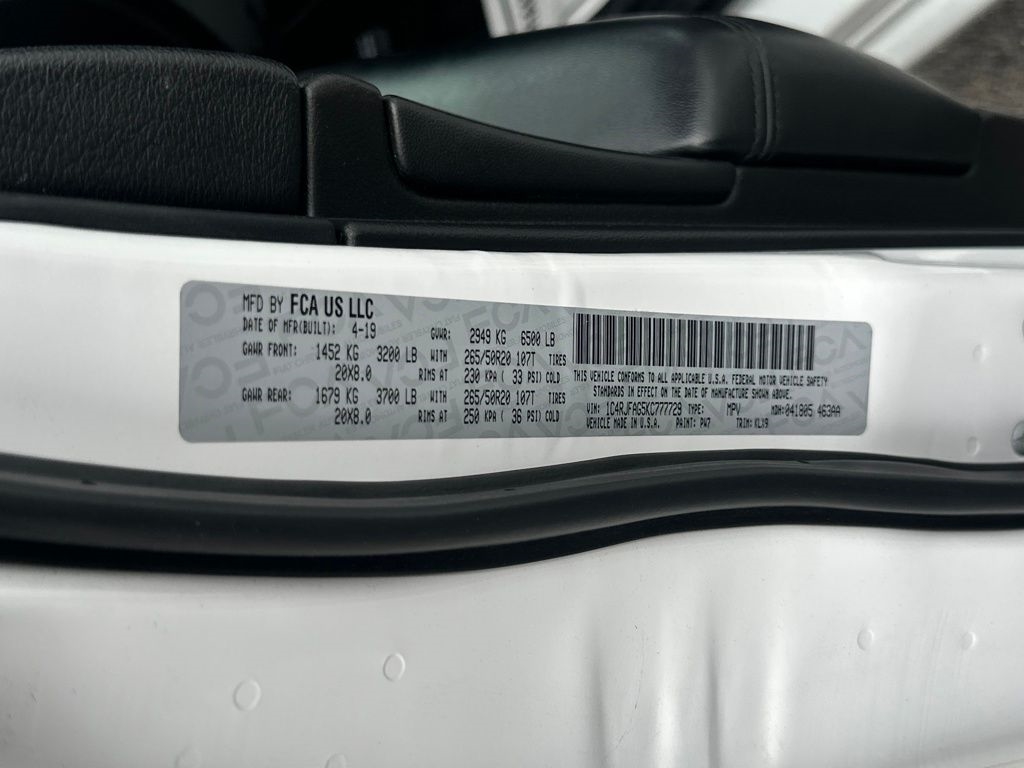 MFD BY FCA US LLC
DATE OF MFR(BUILT): 4-19 GVWR: 2949 KG 6500 LB
GAWR FRONT: 1452 KG 3200 LB WITH 265/50R20 107T TIRES
20X8.0 RIMS AT 230 KPA ( 33 PSI) COLD
GAWR REAR: 1679 KG 3700 LB WITH 265/50R20 107T TIRES
20X8.0 RIMS AT 250 KPA ( 36 PSI) COLD
THIS VEHICLE CONFORMS TO ALL APPLICABLE U.S.A. FEDERAL MOTOR VEHICLE SAFETY
STANDARDS IN EFFECT ON THE DATE OF MANUFACTURE SHOWN ABOVE.
VIN: 1C4RJFAG5KC777729 TYPE: MPV MDH: 041805 463AA
VEHICLE MADE IN U.S.A. PAINT: PW7 TRIM: KLX9